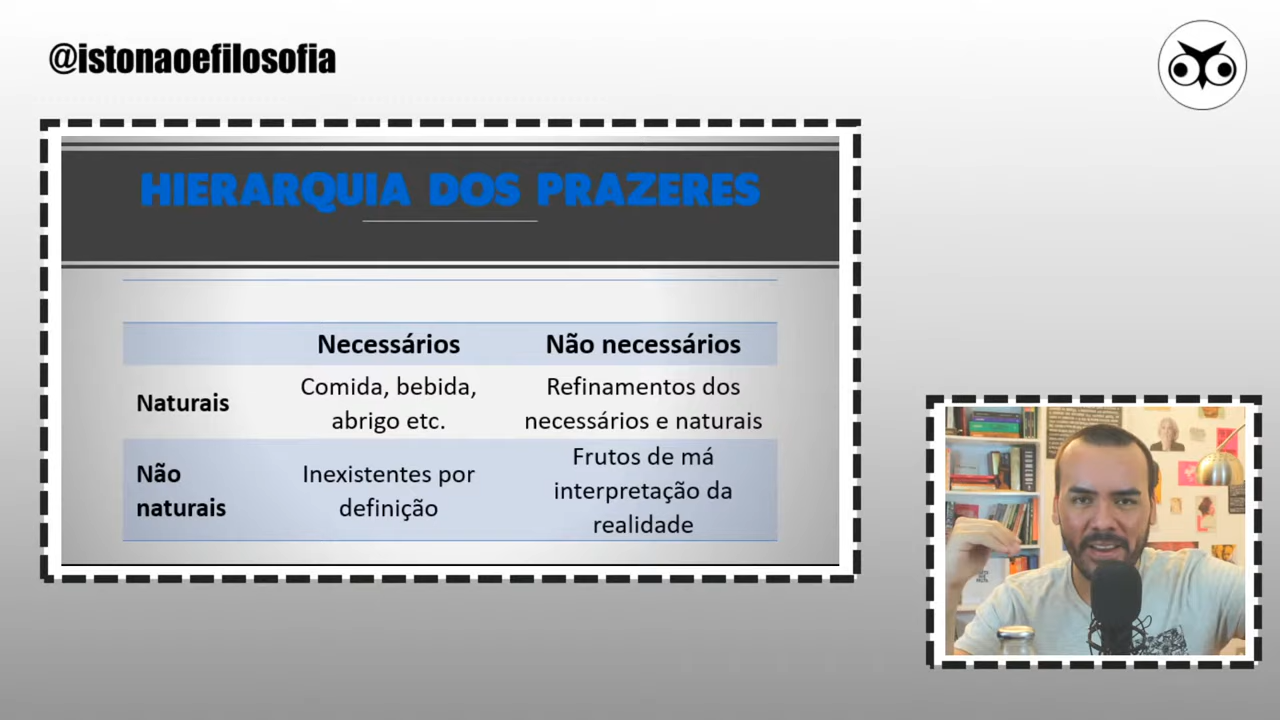 @istonaoefilosofia
HIERARQUIA DOS PRAZERES
Necessários Não necessários
Naturais
Comida, bebida,
abrigo etc.
Refinamentos dos
necessários e naturais
Não
naturais
Inexistentes por
definição
Frutos de má
interpretação da
realidade